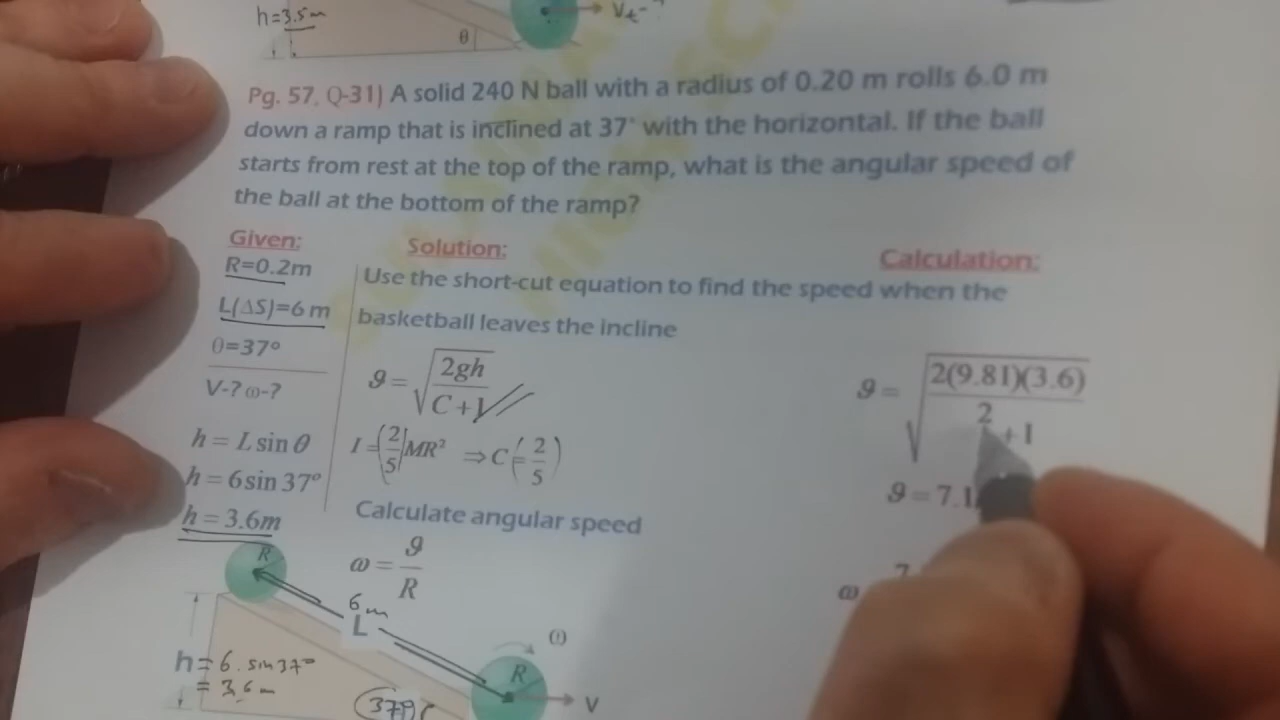 h=3.5m
θ
Pg. 57, Q-31) A solid 240 N ball with a radius of 0.20 m rolls 6.0 m
down a ramp that is inclined at 37° with the horizontal. If the ball
starts from rest at the top of the ramp, what is the angular speed of
the ball at the bottom of the ramp?
Given:
R=0.2m
L(ΔS)=6 m
θ=37°
V-? ω-?
h = L sin θ
h = 6 sin 37°
h = 3.6m
Solution:
Use the short-cut equation to find the speed when the
basketball leaves the incline
ϑ = √(2gh / (C + 1))
I = (2/5)MR² ⇒ C = (2/5)
Calculate angular speed
ω = ϑ / R
Calculation:
ϑ = √(2(9.81)(3.6) / 2 +1)
ϑ = 7.1
ω
R
6m
L
ω
h = 6 . sin 37°
= 3,6 m
37°
R
V